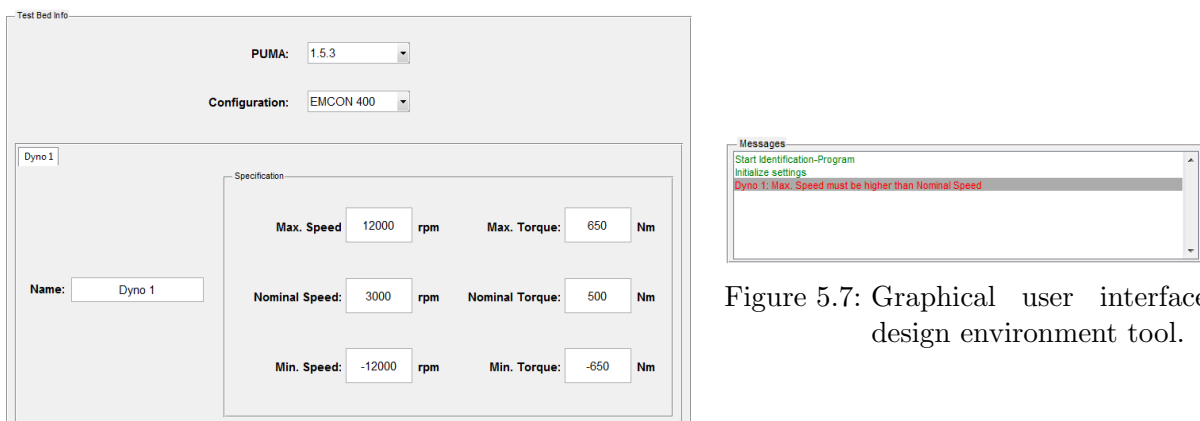 Test Bed Info
PUMA: 1.5.3
Configuration: EMCON 400
Dyno 1
Specification
Max. Speed 12000 rpm Max. Torque: 650 Nm
Name: Dyno 1 Nominal Speed: 3000 rpm Nominal Torque: 500 Nm
Min. Speed: -12000 rpm Min. Torque: -650 Nm
Messages
Start Identification-Program
Initialize settings
Dyno 1: Max. Speed must be higher than Nominal Speed
Figure 5.7: Graphical user interface
design environment tool.